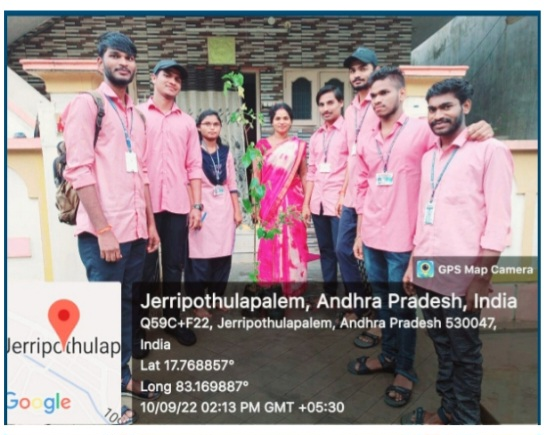 GPS Map Camera
Jerripothulapalem, Andhra Pradesh, India
Q59C+F22, Jerripothulapalem, Andhra Pradesh 530047,
India
Lat 17.768857°
Long 83.169887°
10/09/22 02:13 PM GMT +05:30
Jerripothulap
Google